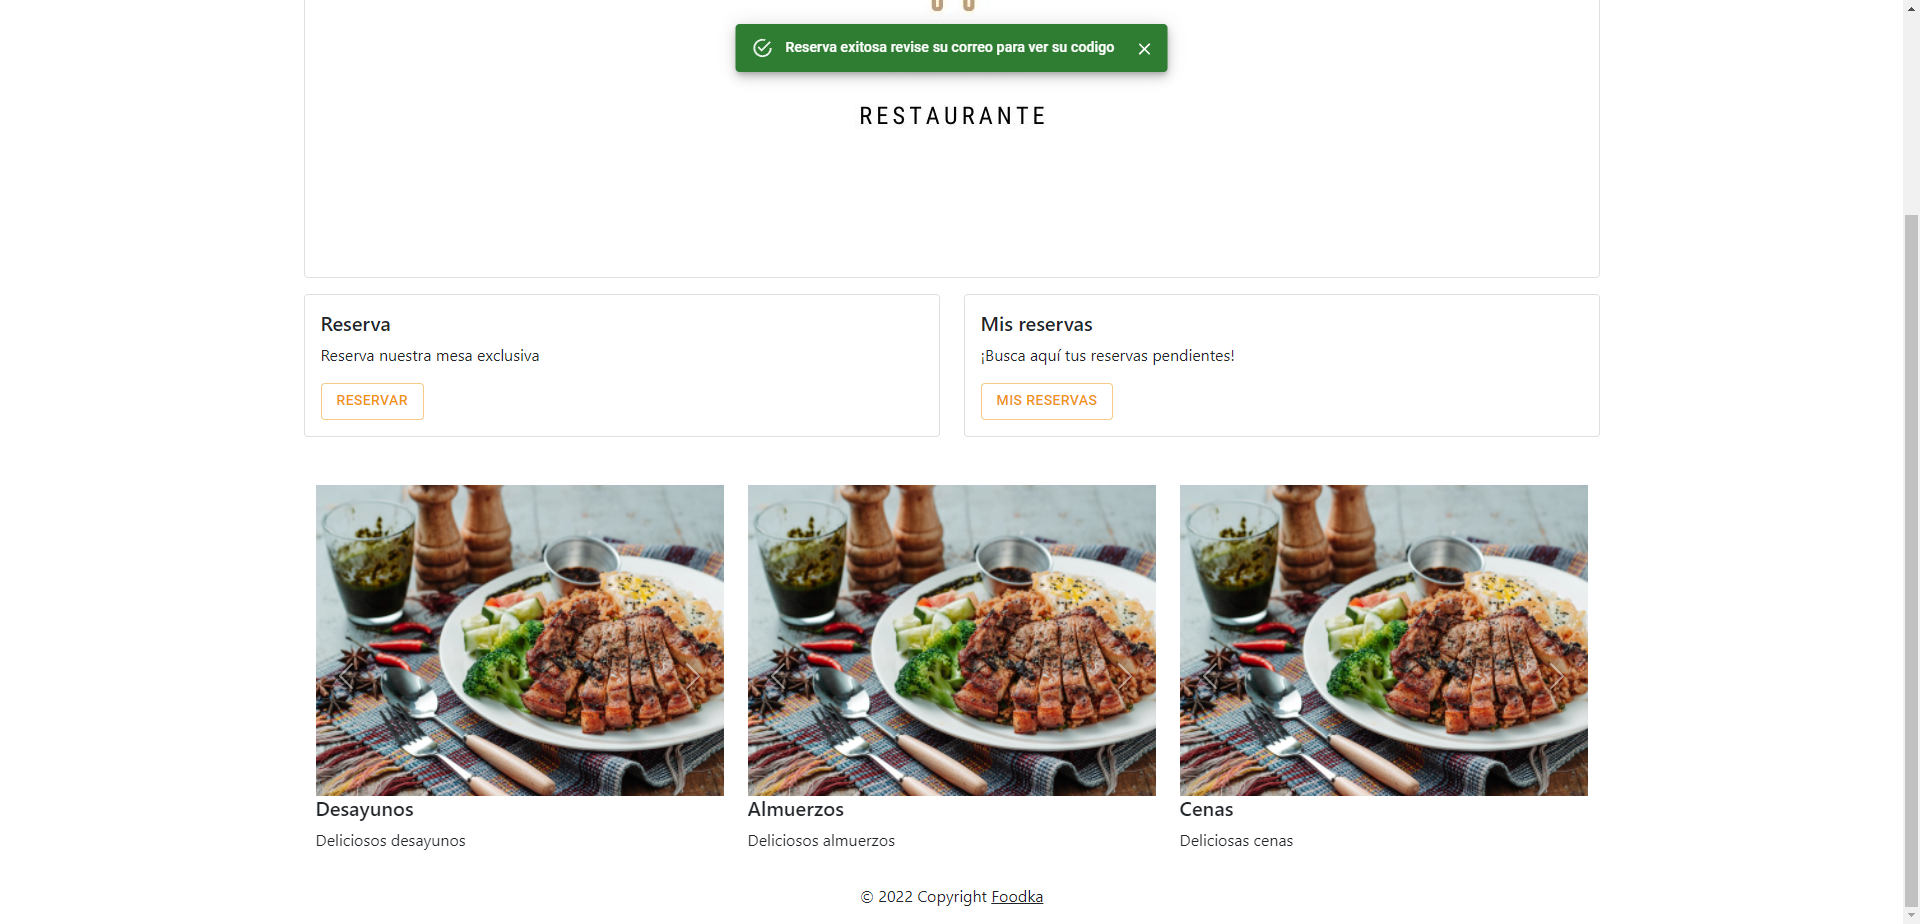 Reserva exitosa revise su correo para ver su codigo
RESTAURANTE
Reserva
Reserva nuestra mesa exclusiva
RESERVAR
Mis reservas
¡Busca aquí tus reservas pendientes!
MIS RESERVAS
Desayunos
Deliciosos desayunos
Almuerzos
Deliciosos almuerzos
Cenas
Deliciosas cenas
© 2022 Copyright Foodka